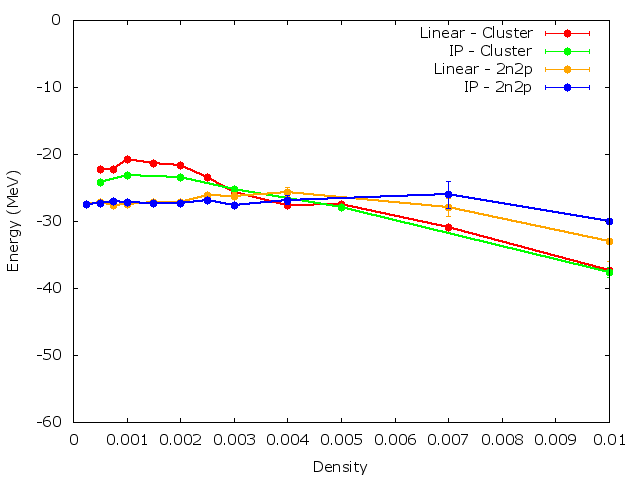 Linear - Cluster
IP - Cluster
Linear - 2n2p
IP - 2n2p
0
-10
-20
-30
-40
-50
-60
Energy (MeV)
0 0.001 0.002 0.003 0.004 0.005 0.006 0.007 0.008 0.009 0.01
Density